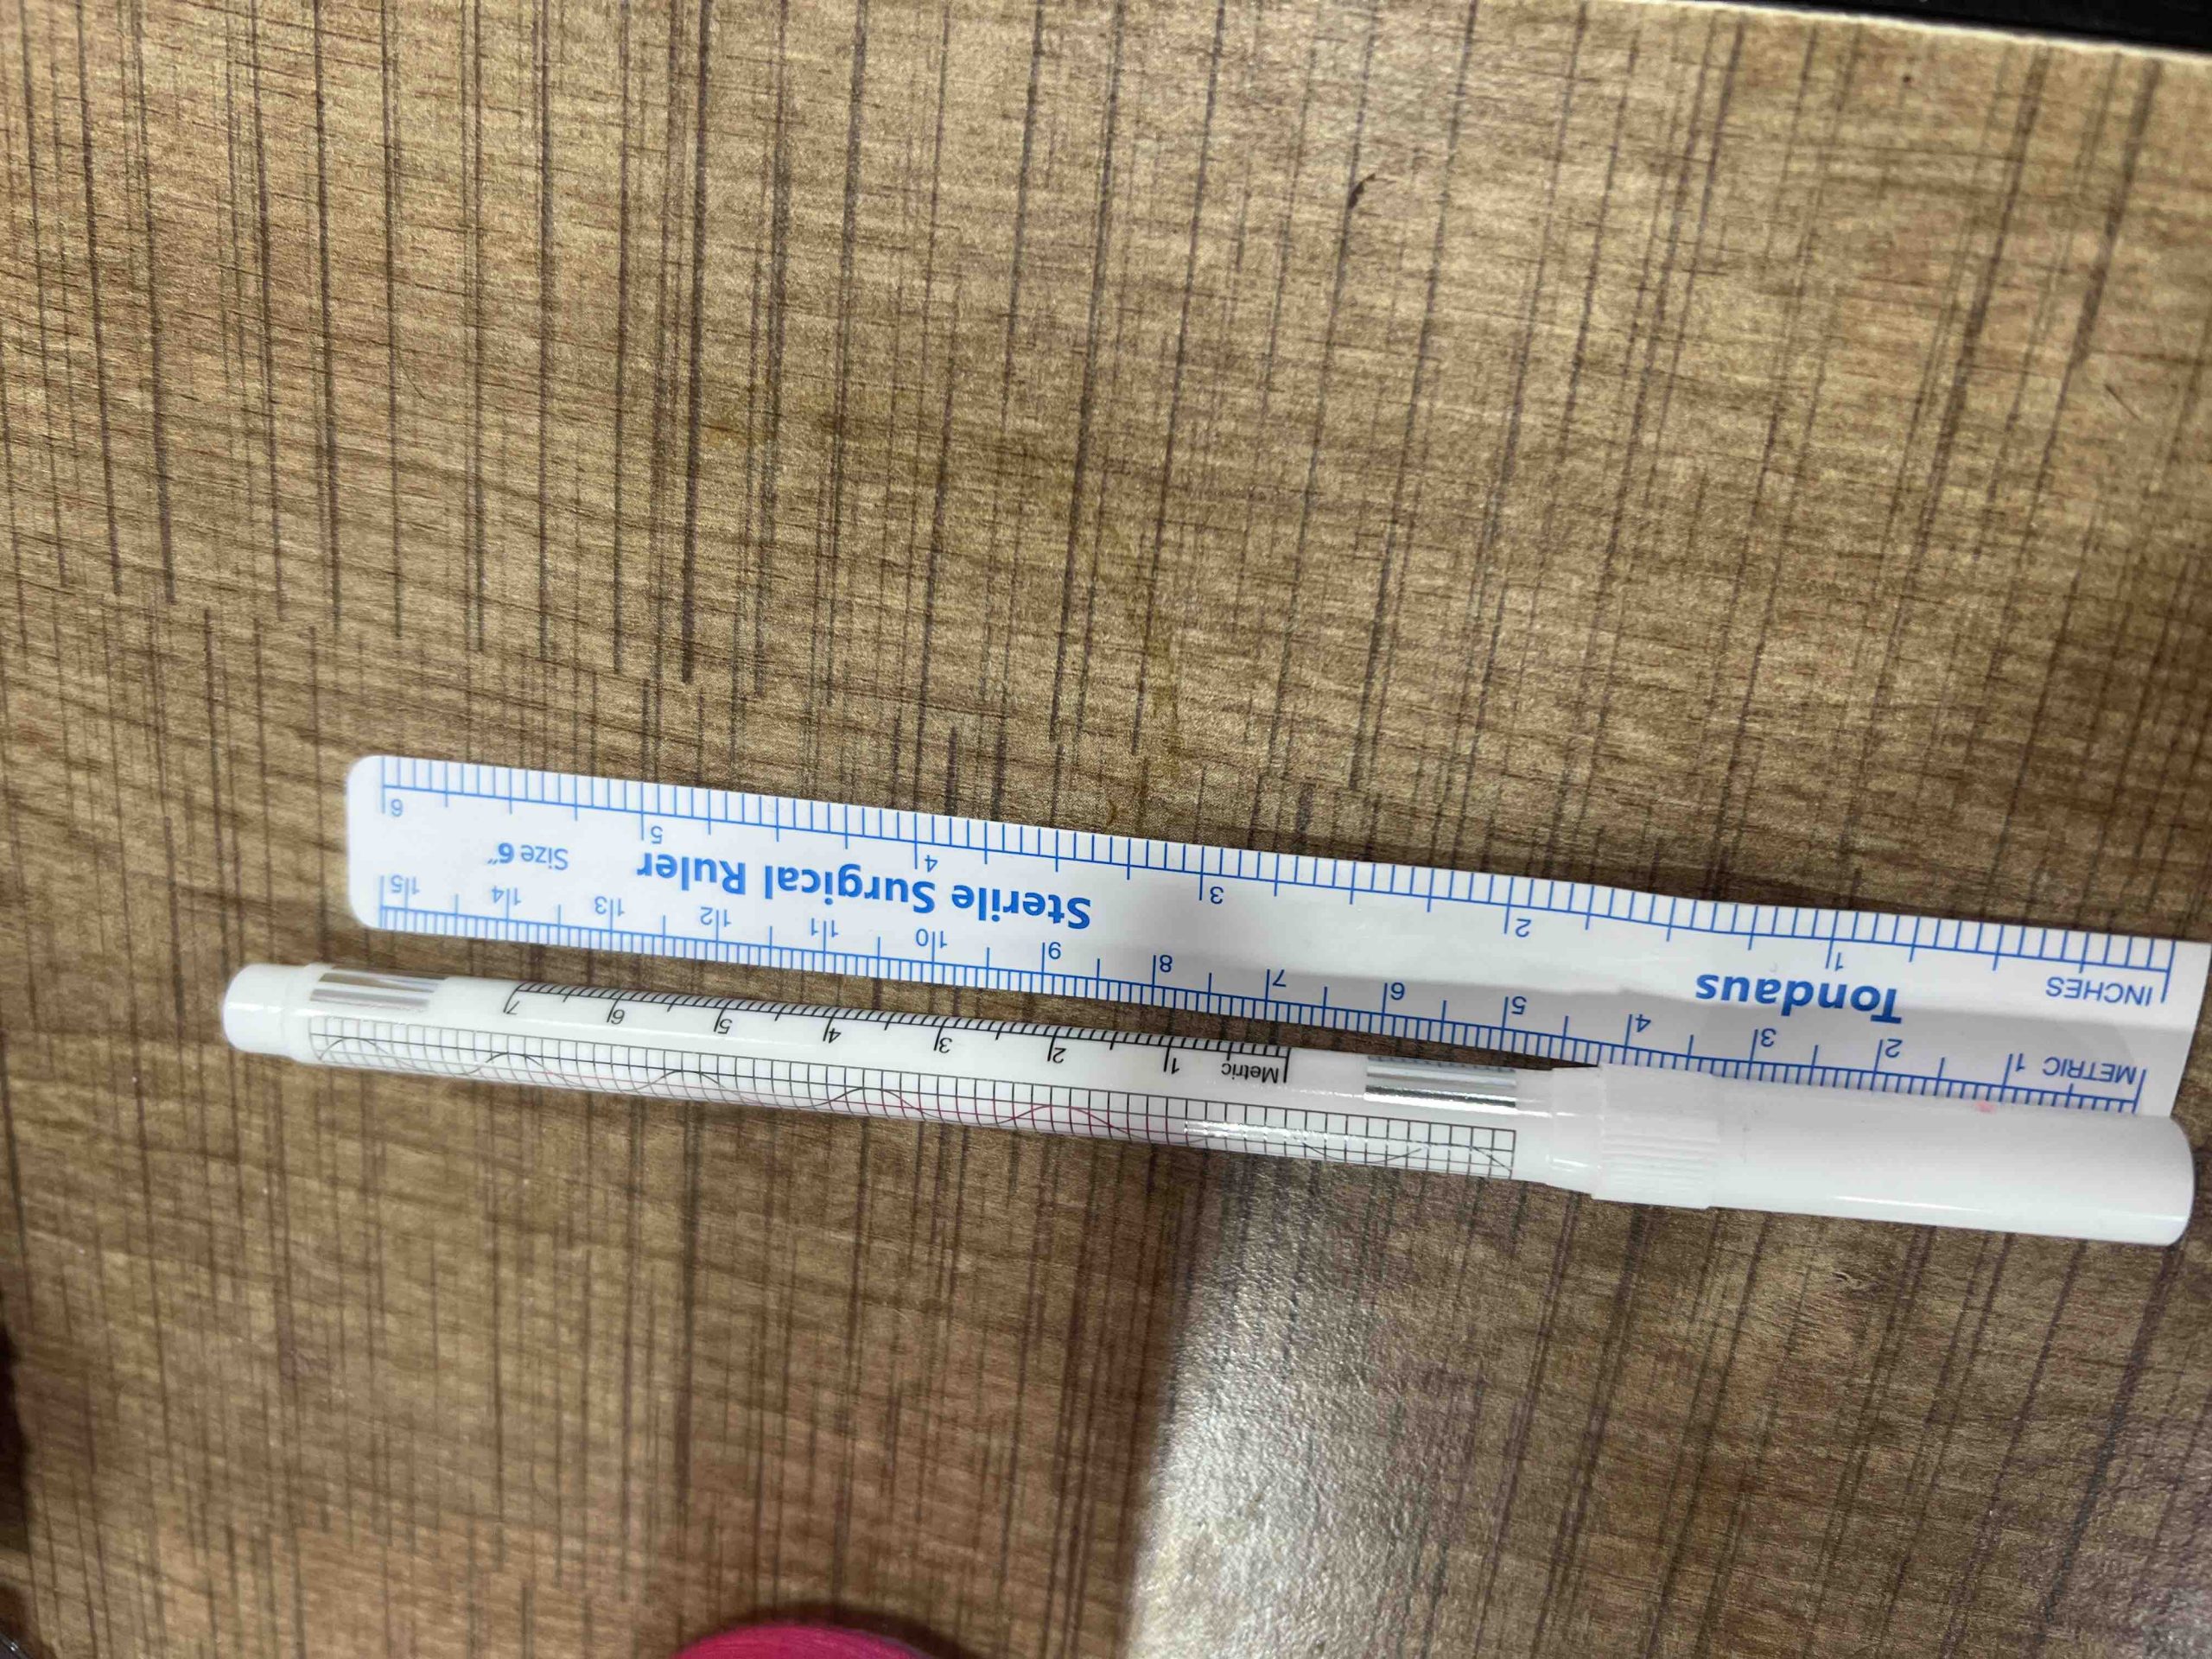 METRIC 1 2 3 4 5 6 7 8 9 10 11 12 13 14 15
Tondaus Sterile Surgical Ruler Size 6"
INCHES 1 2 3 4 5 6
Metric 1 2 3 4 5 6 7